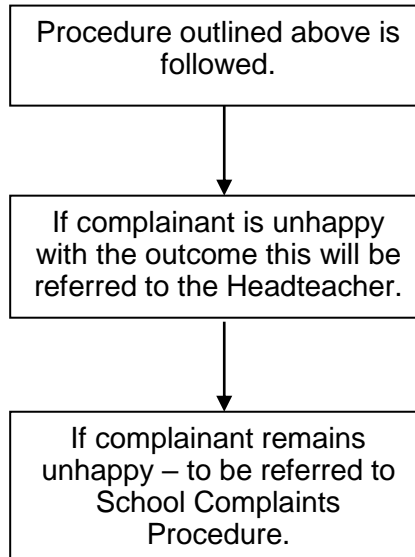 Procedure outlined above is
followed.
If complainant is unhappy
with the outcome this will be
referred to the Headteacher.
If complainant remains
unhappy – to be referred to
School Complaints
Procedure.